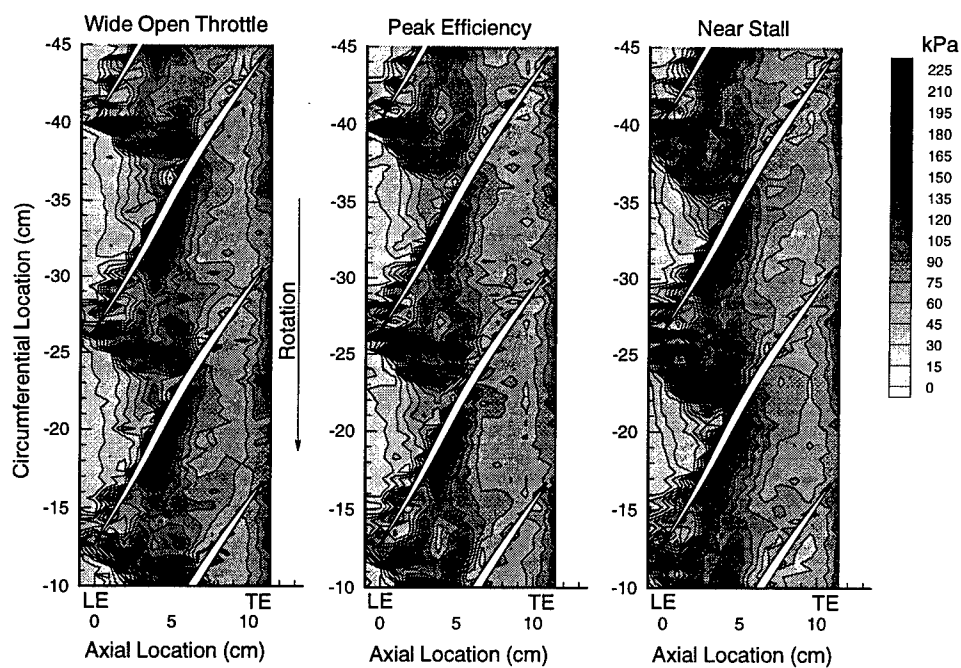 Wide Open Throttle
Peak Efficiency
Near Stall
kPa
-45
-40
-35
-30
-25
-20
-15
-10
-45
-40
-35
-30
-25
-20
-15
-10
-45
-40
-35
-30
-25
-20
-15
-10
225
210
195
180
165
150
135
120
105
90
75
60
45
30
15
0
Circumferential Location (cm)
Rotation
LE TE
0 5 10
Axial Location (cm)
LE TE
0 5 10
Axial Location (cm)
LE TE
0 5 10
Axial Location (cm)